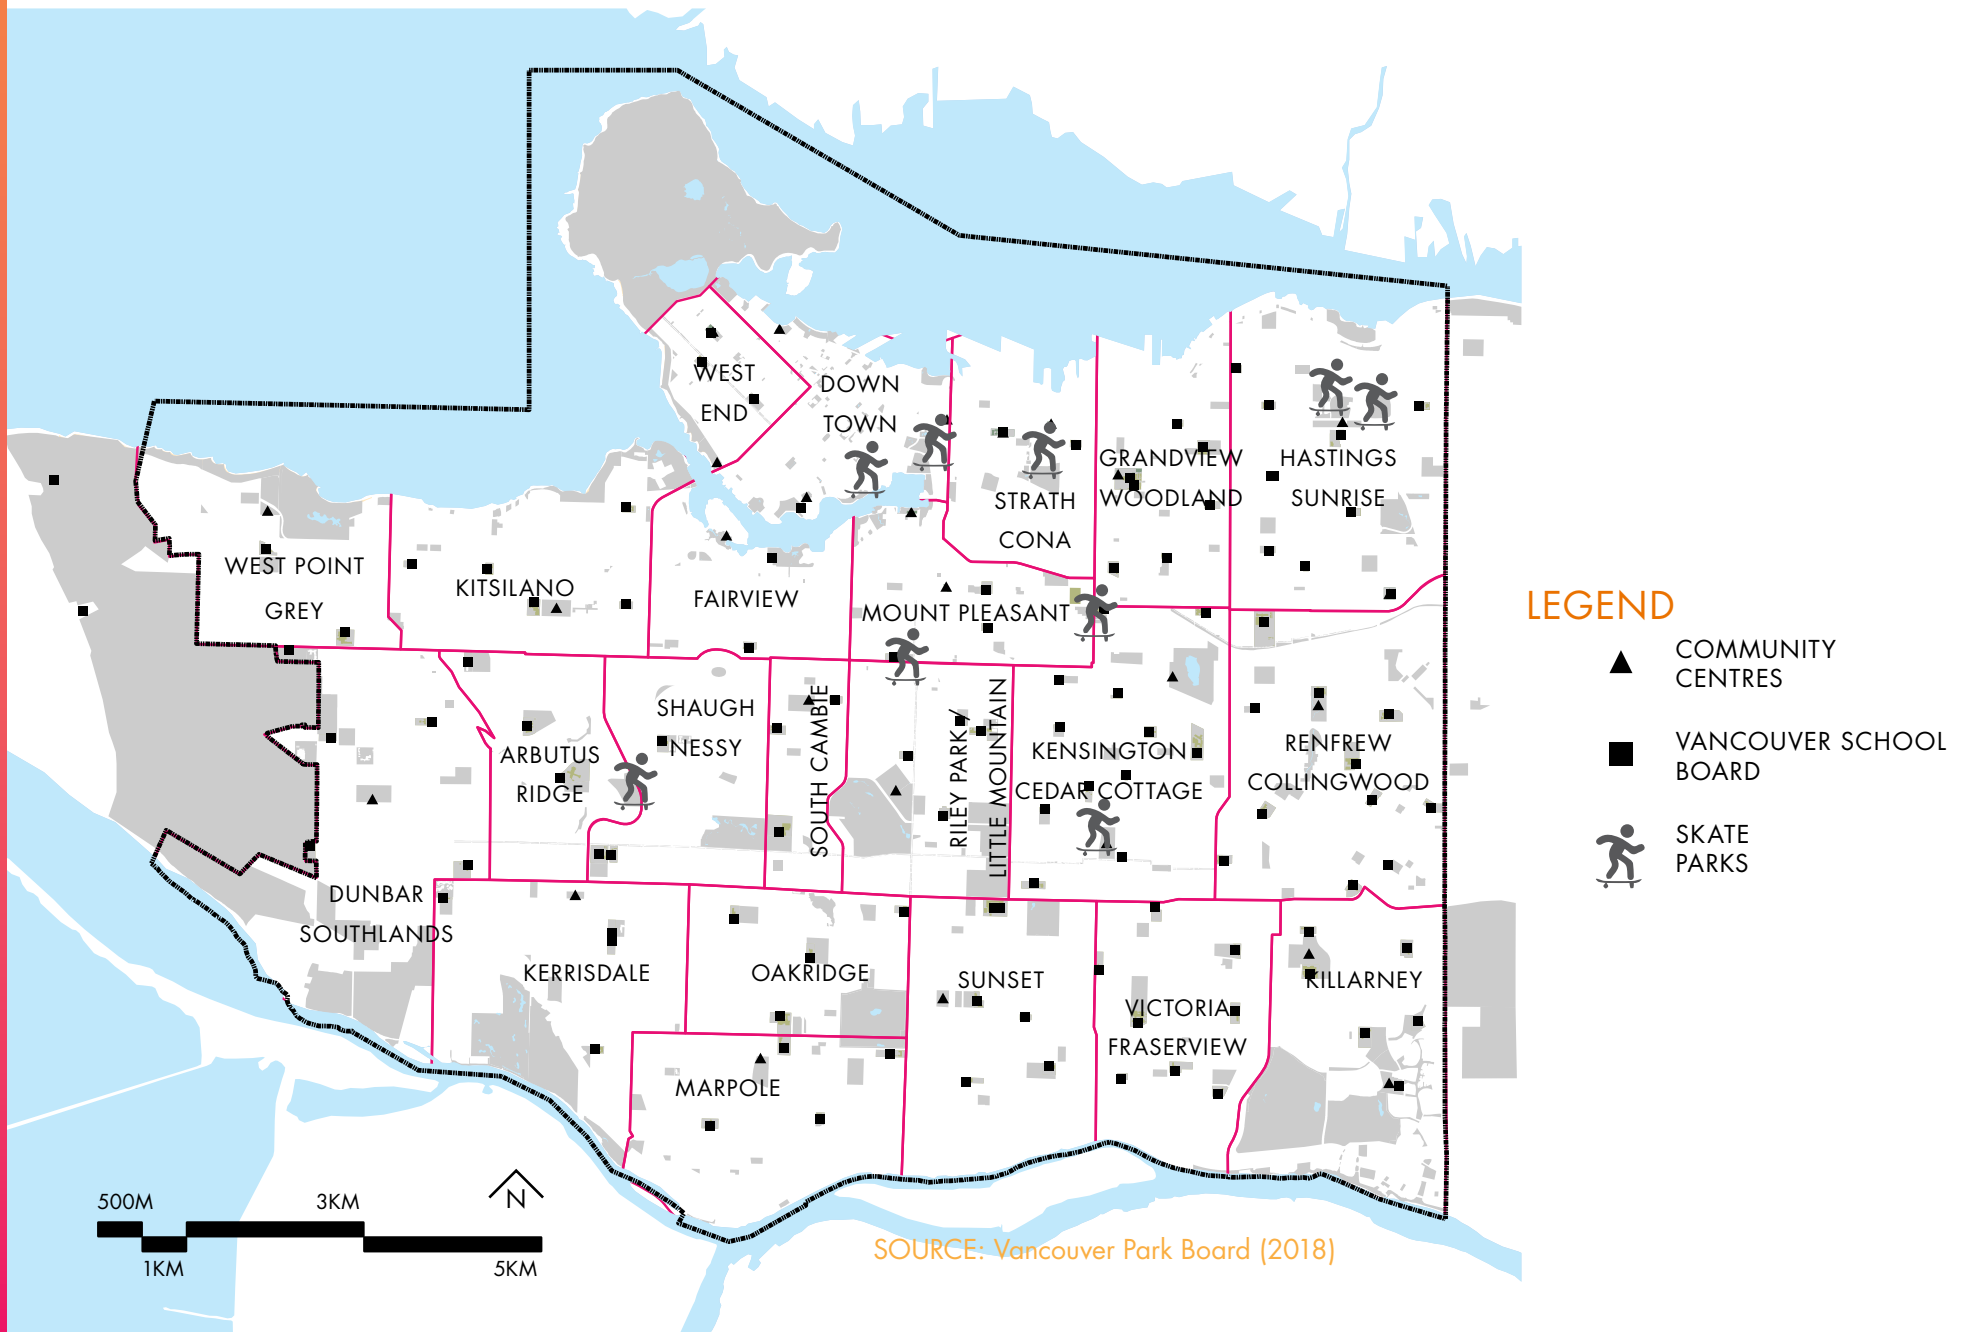 WEST
END
DOWN
TOWN
STRATH
CONA
GRANDVIEW
WOODLAND
HASTINGS
SUNRISE
WEST POINT
GREY
KITSILANO
FAIRVIEW
MOUNT PLEASANT
ARBUTUS
RIDGE
SHAUGH
NESSY
SOUTH CAMBIE
RILEY PARK/
LITTLE MOUNTAIN
KENSINGTON
CEDAR COTTAGE
RENFREW
COLLINGWOOD
DUNBAR
SOUTHLANDS
KERRISDALE
OAKRIDGE
SUNSET
VICTORIA
FRASERVIEW
KILLARNEY
MARPOLE
LEGEND
COMMUNITY
CENTRES
VANCOUVER SCHOOL
BOARD
SKATE
PARKS
500M
3KM
N
1KM
5KM
SOURCE: Vancouver Park Board (2018)